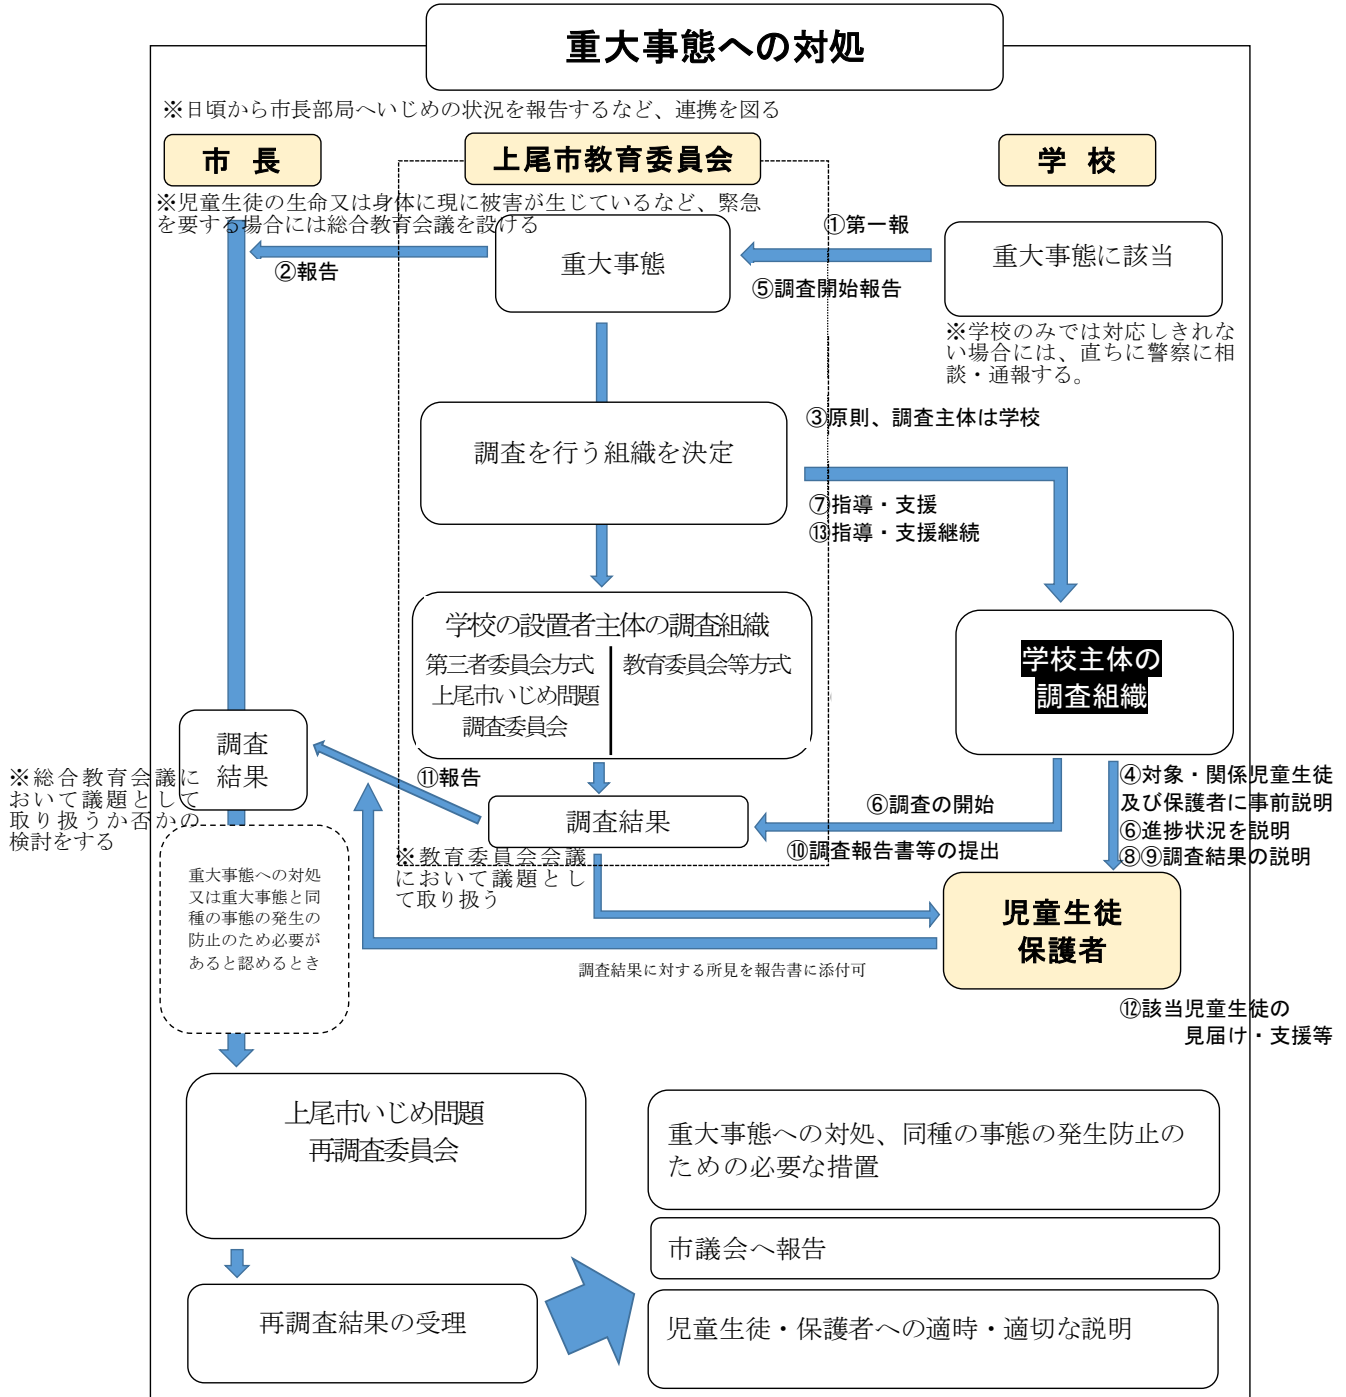 重大事態への対処
※日頃から市長部局へいじめの状況を報告するなど、連携を図る
市 長
上尾市教育委員会
学 校
※児童生徒の生命又は身体に現に被害が生じているなど、緊急
を要する場合には総合教育会議を設ける
①第一報
重大事態に該当
重大事態
②報告
⑤調査開始報告
※学校のみでは対応しきれな
い場合には、直ちに警察に相
談・通報する。
③原則、調査主体は学校
調査を行う組織を決定
⑦指導・支援
⑬指導・支援継続
学校の設置者主体の調査組織
第三者委員会方式
上尾市いじめ問題
調査委員会
教育委員会等方式
学校主体の
調査組織
調査
結果
※総合教育会議に
おいて議題として
取り扱うか否かの
検討をする
⑪報告
調査結果
⑥調査の開始
⑩調査報告書等の提出
④対象・関係児童生徒
及び保護者に事前説明
⑥進捗状況を説明
⑧⑨調査結果の説明
※教育委員会会議
において議題とし
て取り扱う
重大事態への対処
又は重大事態と同
種の事態の発生の
防止のため必要が
あると認めるとき
児童生徒
保護者
調査結果に対する所見を報告書に添付可
⑫該当児童生徒の
見届け・支援等
上尾市いじめ問題
再調査委員会
重大事態への対処、同種の事態の発生防止の
ための必要な措置
市議会へ報告
再調査結果の受理
児童生徒・保護者への適時・適切な説明